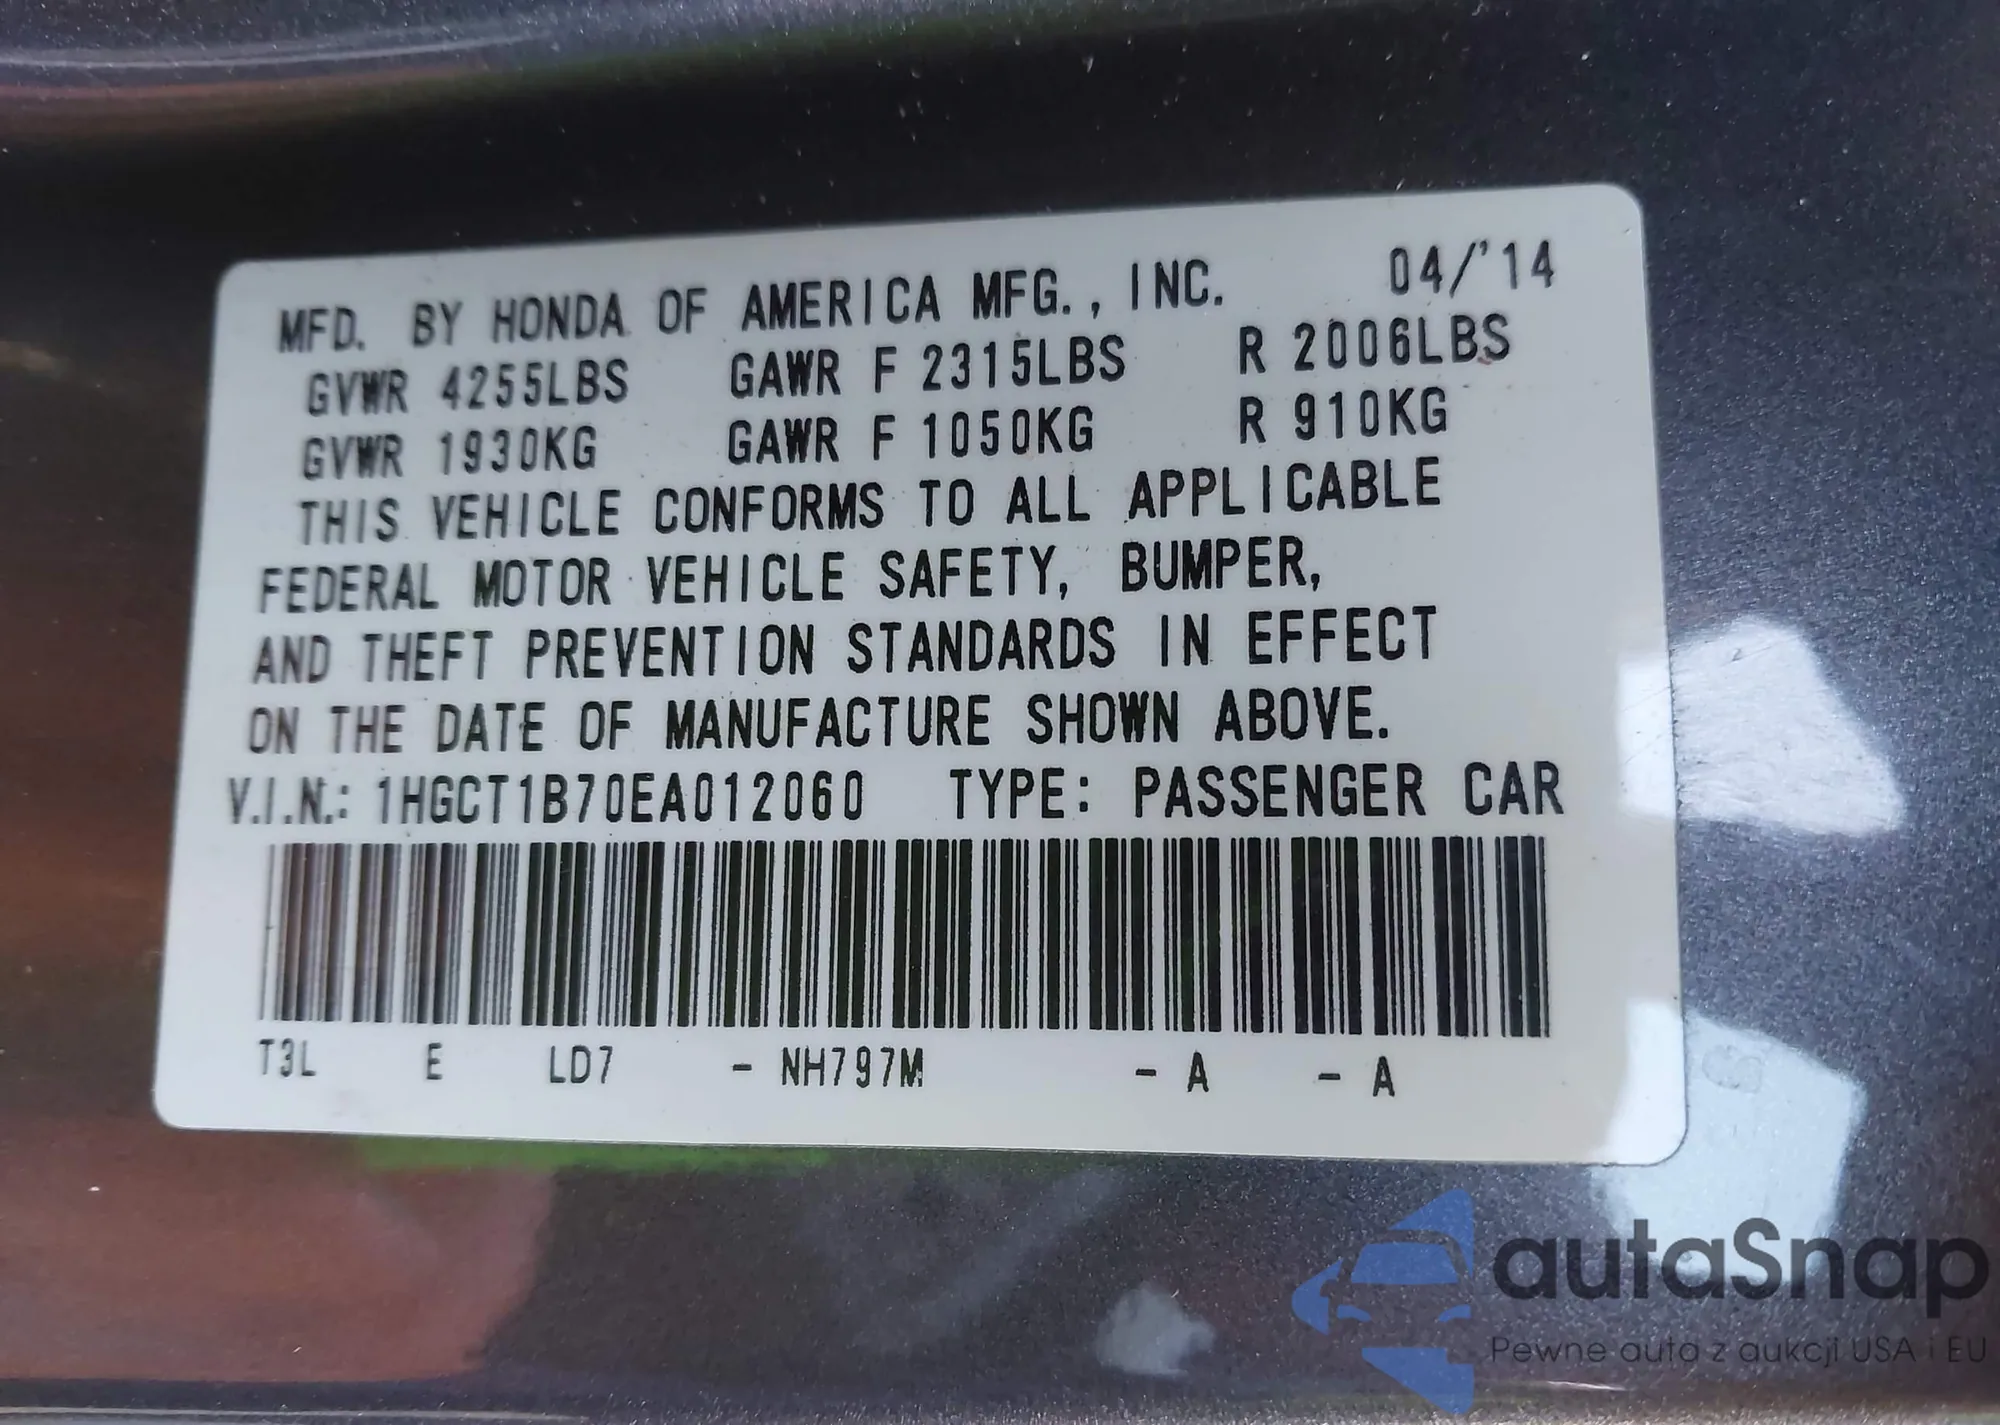 MFD. BY HONDA OF AMERICA MFG., INC. 04/'14
GVWR 4255LBS GAWR F 2315LBS R 2006LBS
GVWR 1930KG GAWR F 1050KG R 910KG
THIS VEHICLE CONFORMS TO ALL APPLICABLE
FEDERAL MOTOR VEHICLE SAFETY, BUMPER,
AND THEFT PREVENTION STANDARDS IN EFFECT
ON THE DATE OF MANUFACTURE SHOWN ABOVE.
V.I.N.: 1HGCT1B70EA012060 TYPE: PASSENGER CAR
T3L E LD7 - NH797M - A - A
autaSnap
Pewne auta z aukcji USA i EU